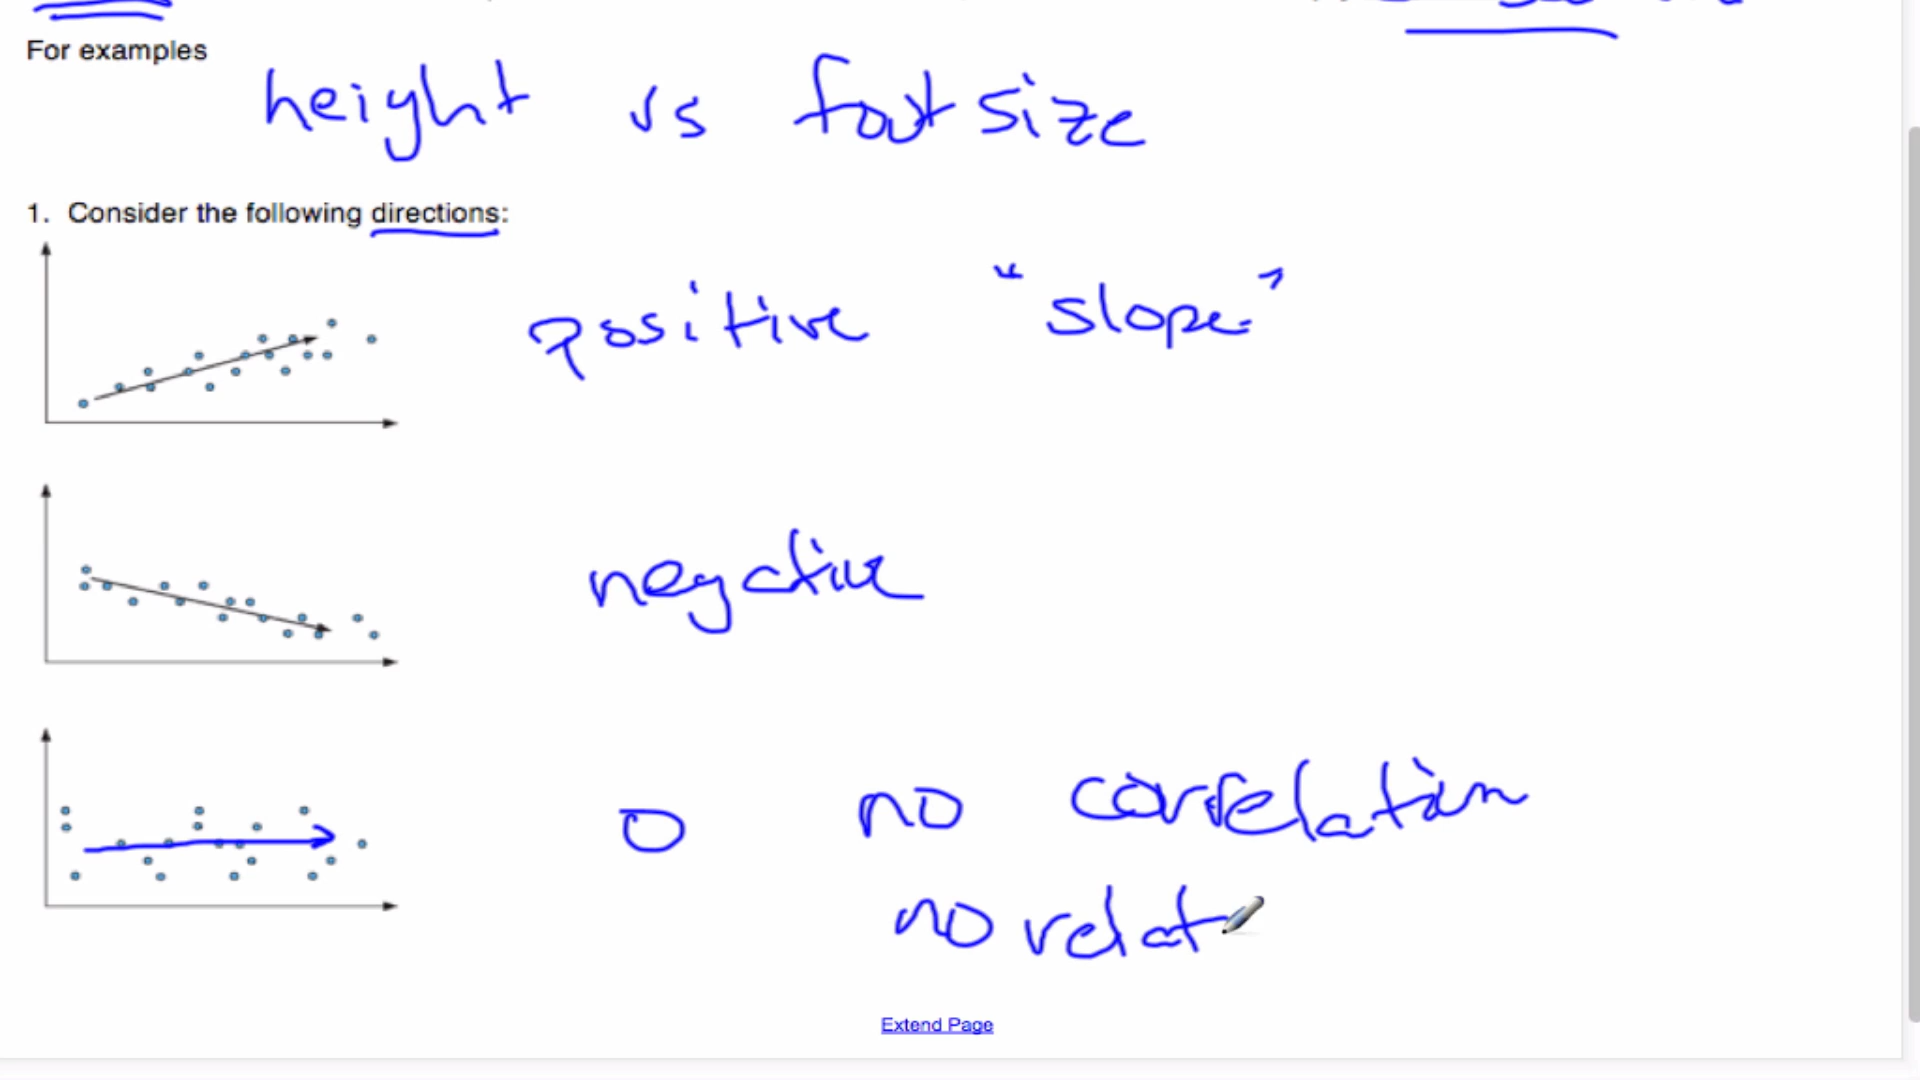 For examples
height vs foot size
1. Consider the following directions:
positive "slope"
negative
0 no correlation
no relat
Extend Page